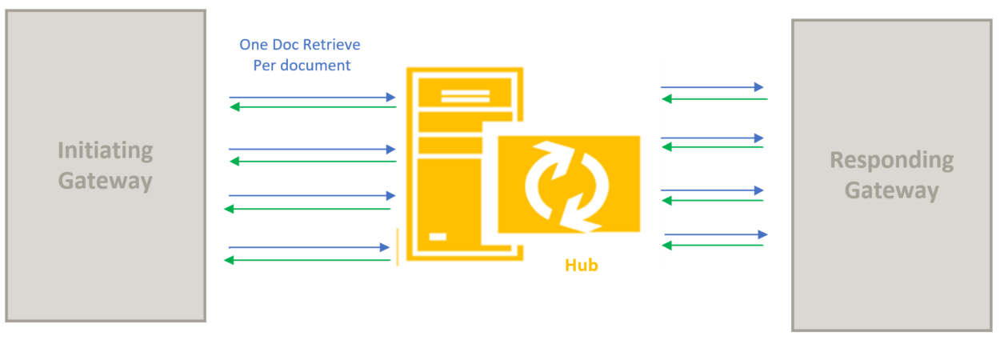 One Doc Retrieve
Per document
Initiating
Gateway
Hub
Responding
Gateway